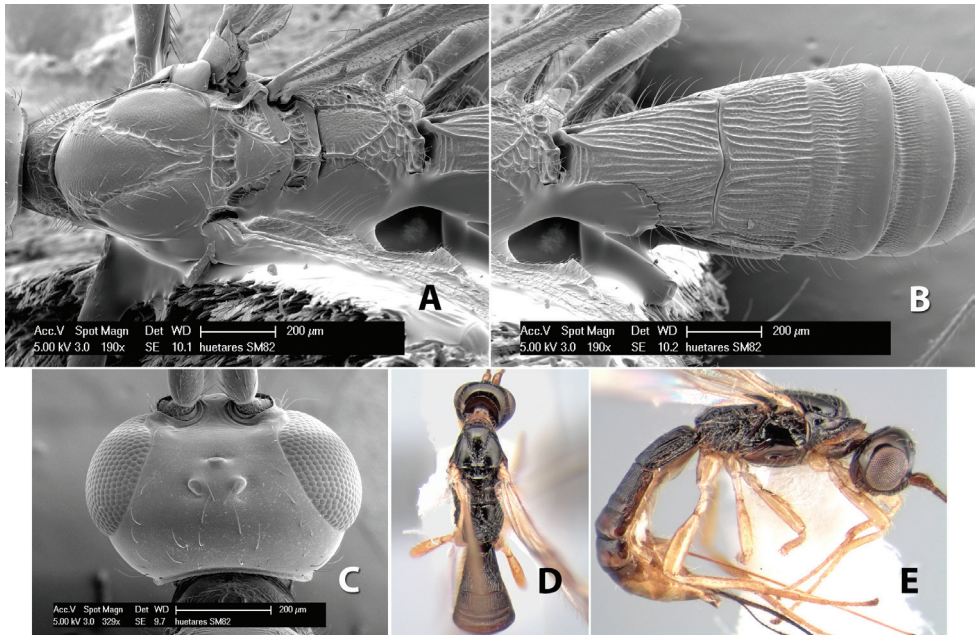 A
Acc.V Spot Magn Det WD 200 µm
5.00 kV 3.0 190x SE 10.1 huetares SM82
B
Acc.V Spot Magn Det WD 200 µm
5.00 kV 3.0 190x SE 10.2 huetares SM82
C
Acc.V Spot Magn Det WD 200 µm
5.00 kV 3.0 329x SE 9.7 huetares SM82
D
E